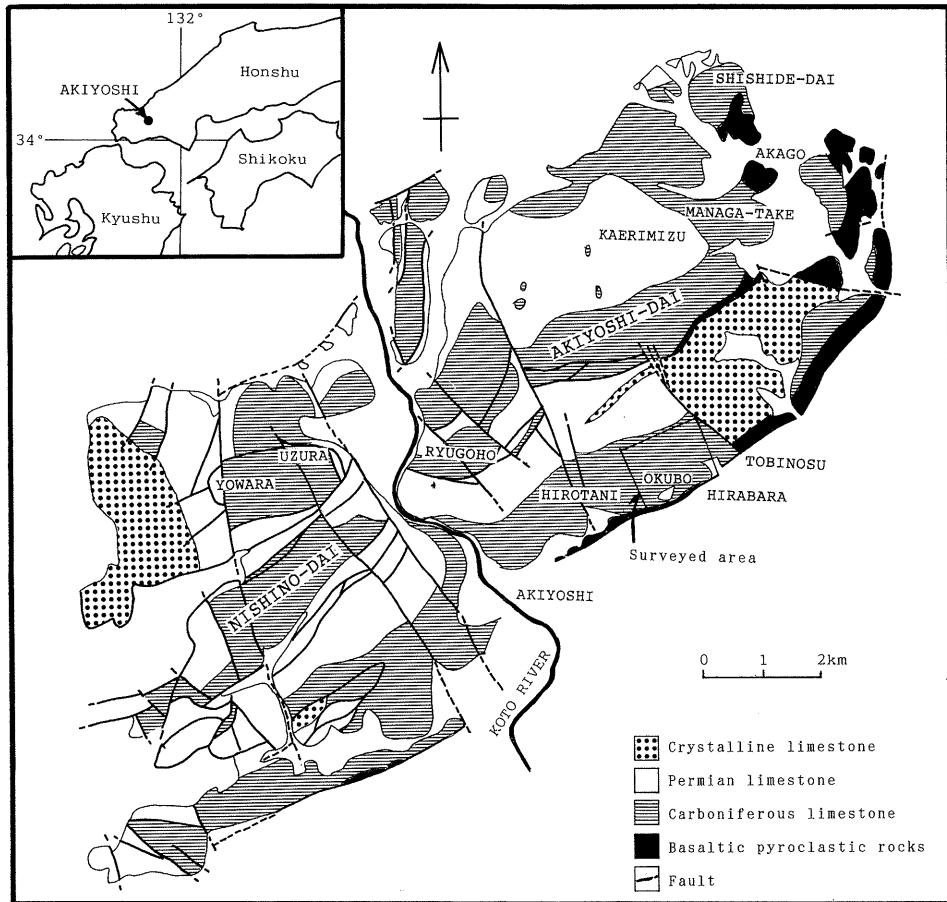 132°
Honshu
AKIYOSHI
34°
Shikoku
Kyushu
SHISHIDE-DAI
AKAGO
MANAGA-TAKE
KAERIMIZU
AKIYOSHI-DAI
UZURA
RYUGOHO
YOWARA
HIROTANI
OKUBO
TOBINOSU
HIRABARA
Surveyed area
NISHINO-DAI
AKIYOSHI
KOTO RIVER
0 1 2km
Crystalline limestone
Permian limestone
Carboniferous limestone
Basaltic pyroclastic rocks
Fault